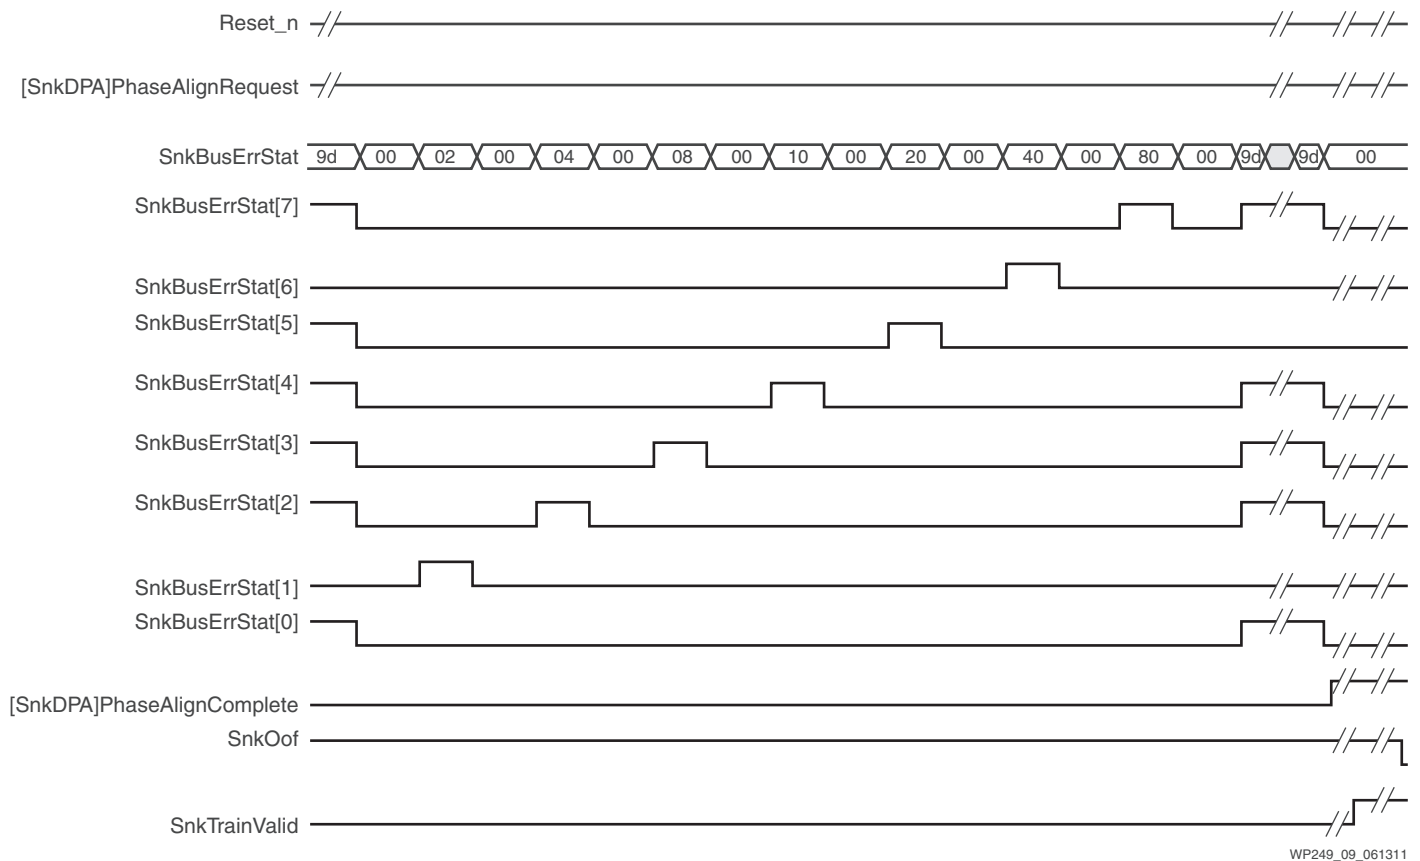 Reset_n
[SnkDPA]PhaseAlignRequest
SnkBusErrStat 9d 00 02 00 04 00 08 00 10 00 20 00 40 00 80 00 9d 9d 00
SnkBusErrStat[7]
SnkBusErrStat[6]
SnkBusErrStat[5]
SnkBusErrStat[4]
SnkBusErrStat[3]
SnkBusErrStat[2]
SnkBusErrStat[1]
SnkBusErrStat[0]
[SnkDPA]PhaseAlignComplete
SnkOof
SnkTrainValid
WP249_09_061311